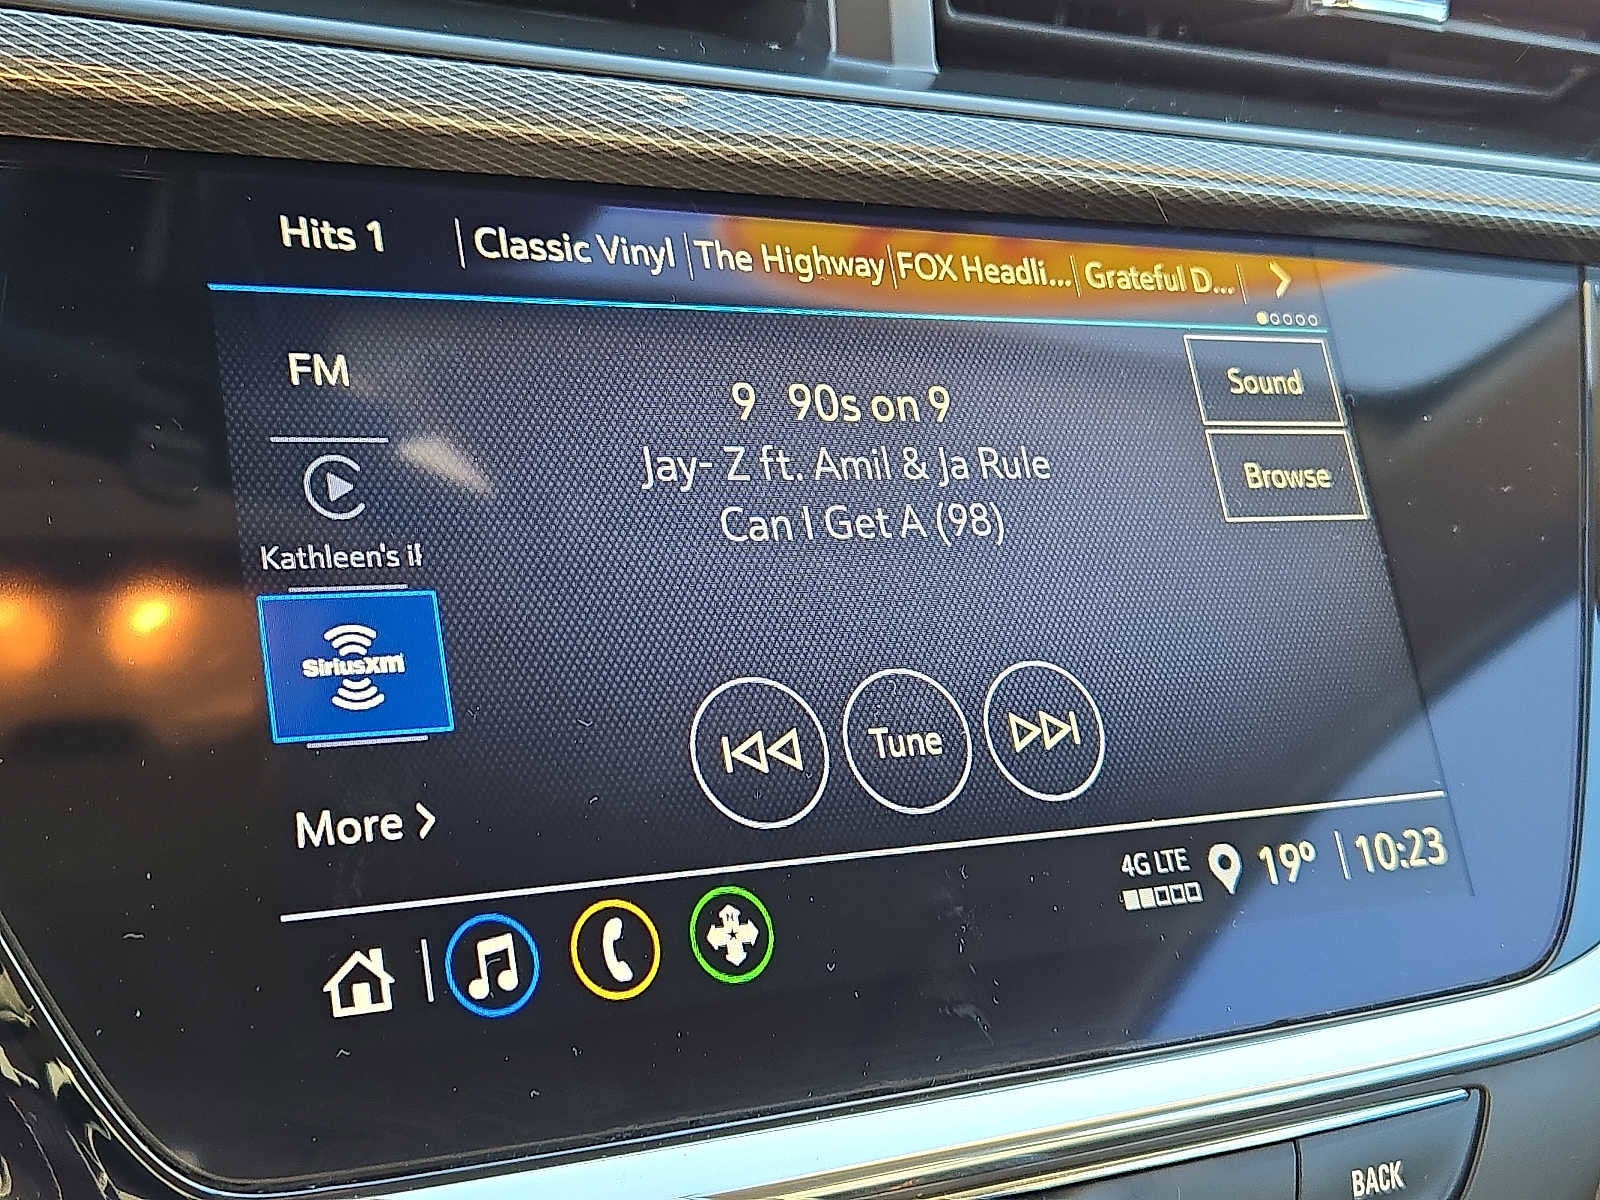 Hits 1 Classic Vinyl The Highway FOX Headli... Grateful D...
FM
9 90s on 9
Sound
Jay-Z ft. Amil & Ja Rule
Browse
Can I Get A (98)
Kathleen's
SiriusXM
Tune
More
4G LTE 19° 10:23
N
BACK